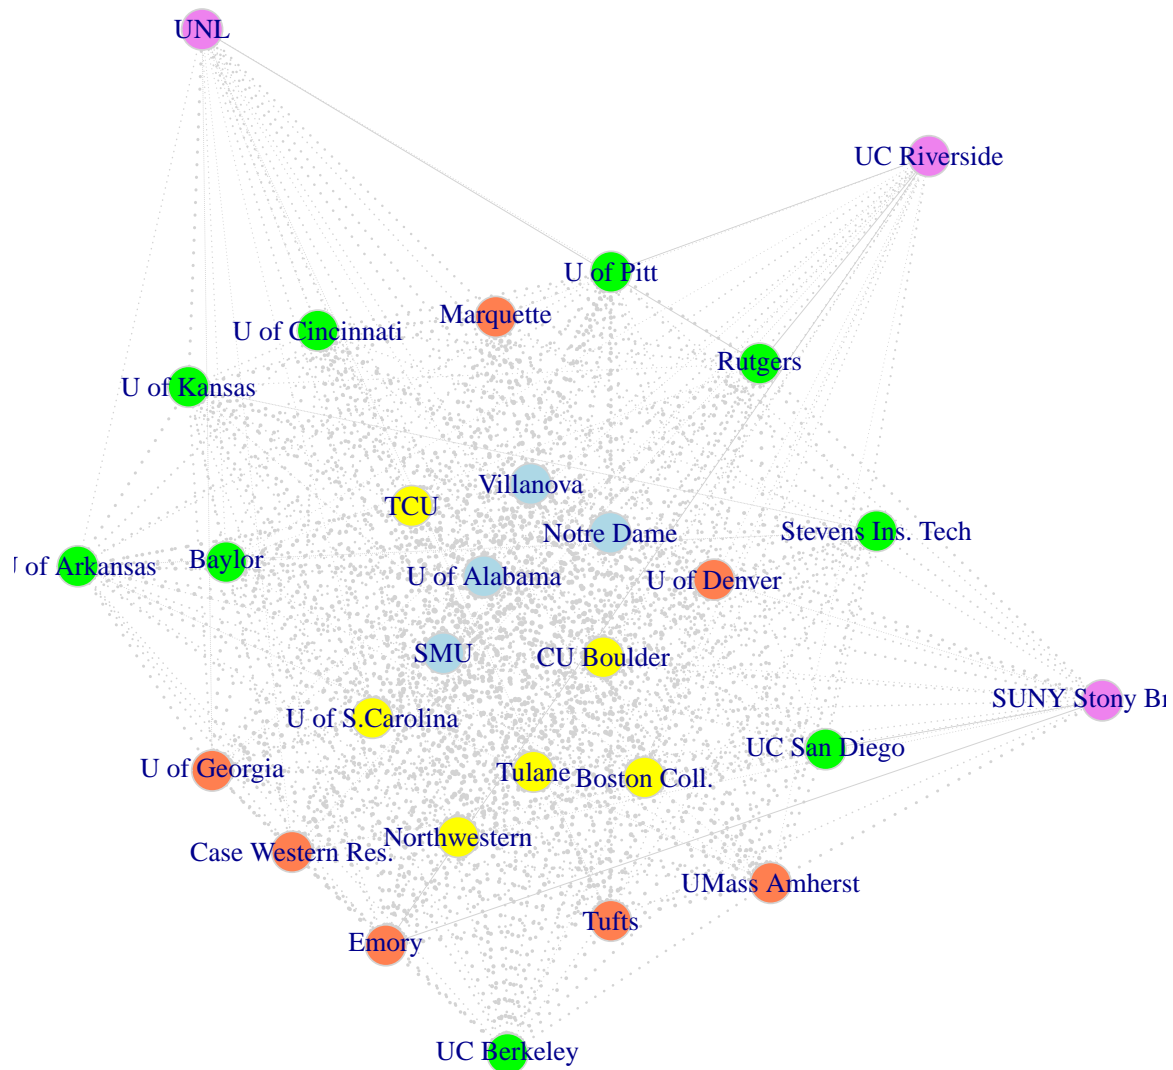 UNL
UC Riverside
U of Pitt
Marquette
U of Cincinnati
Rutgers
U of Kansas
Villanova
TCU
Notre Dame
Stevens Ins. Tech
Baylor
U of Arkansas
U of Alabama
U of Denver
SMU
CU Boulder
SUNY Stony Br
U of S.Carolina
UC San Diego
U of Georgia
Tulane
Boston Coll.
Northwestern
Case Western Res.
UMass Amherst
Tufts
Emory
UC Berkeley